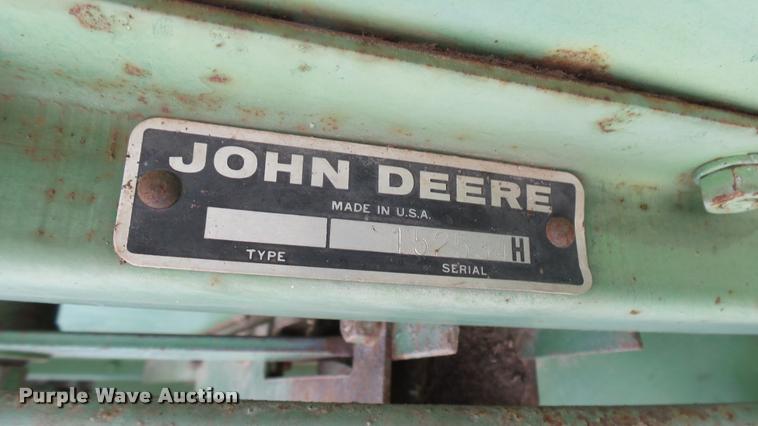 JOHN DEERE
MADE IN U.S.A.
H
TYPE SERIAL
Purple Wave Auction